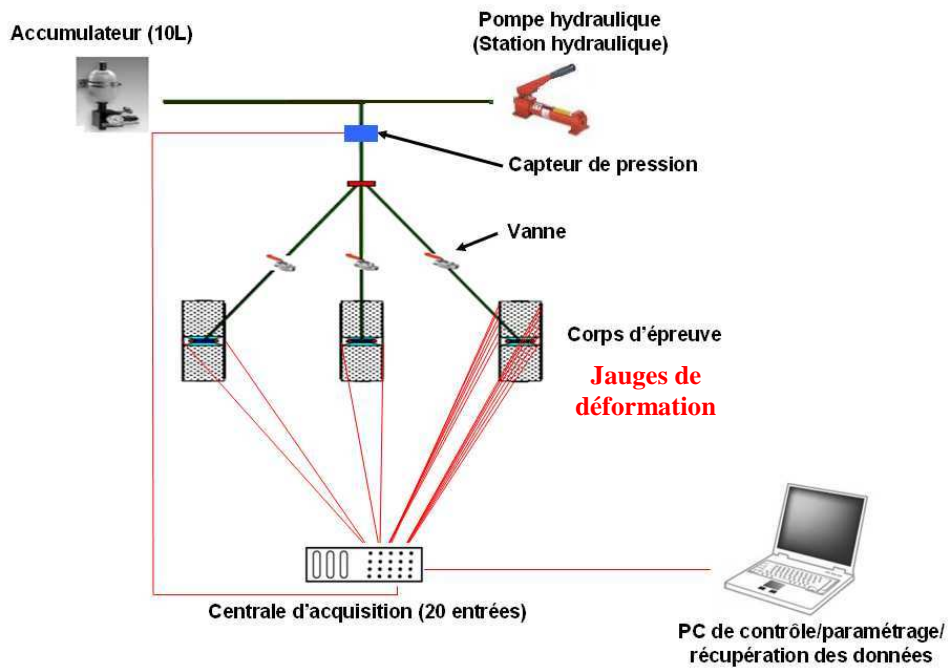 Accumulateur (10L)
Pompe hydraulique
(Station hydraulique)
Capteur de pression
Vanne
Corps d'épreuve
Jauges de
déformation
Centrale d'acquisition (20 entrées)
PC de contrôle/paramétrage/
récupération des données